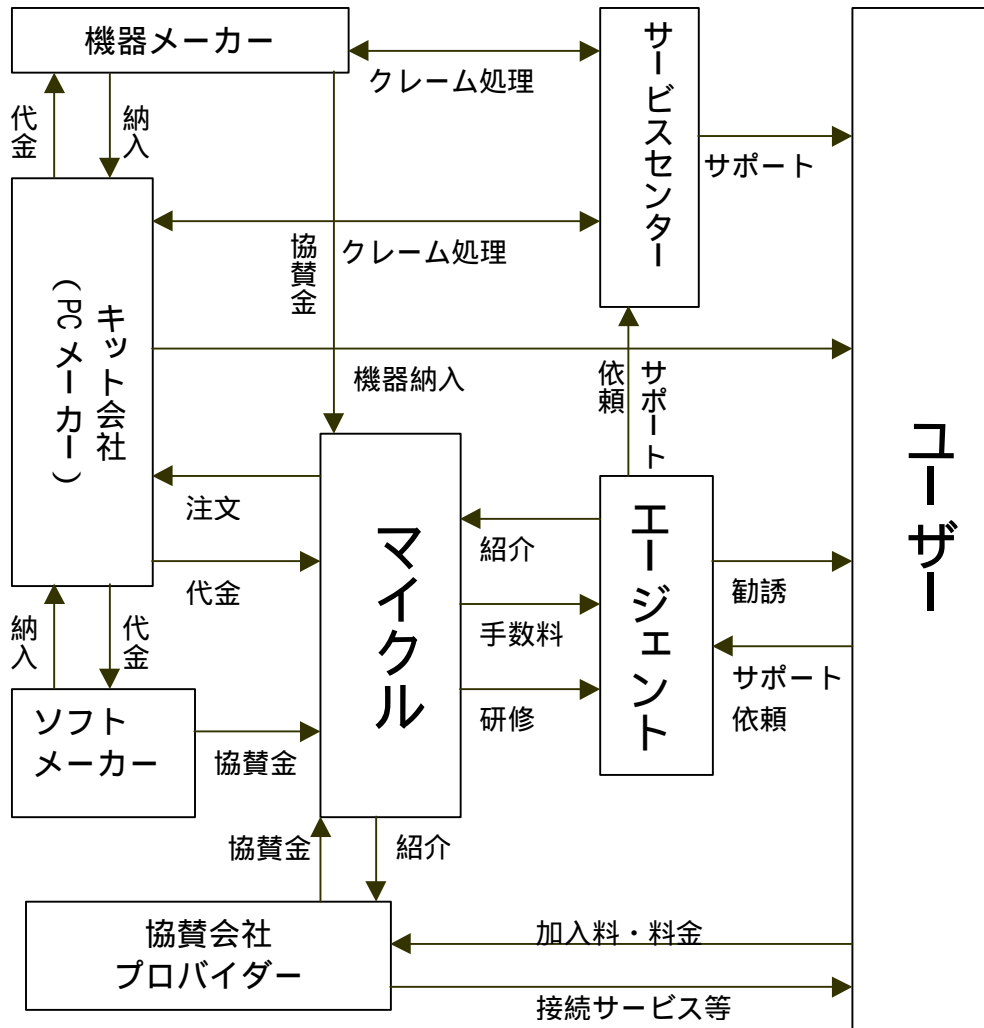 機器メーカー
クレーム処理
サービスセンター
サポート
代金
納入
キット会社
(PCメーカー)
協賛金
クレーム処理
機器納入
サポート
依頼
ユーザー
注文
代金
マイクル
紹介
手数料
研修
エージェント
勧誘
サポート
依頼
納入
代金
ソフト
メーカー
協賛金
協賛金
紹介
協賛会社
プロバイダー
加入料・料金
接続サービス等